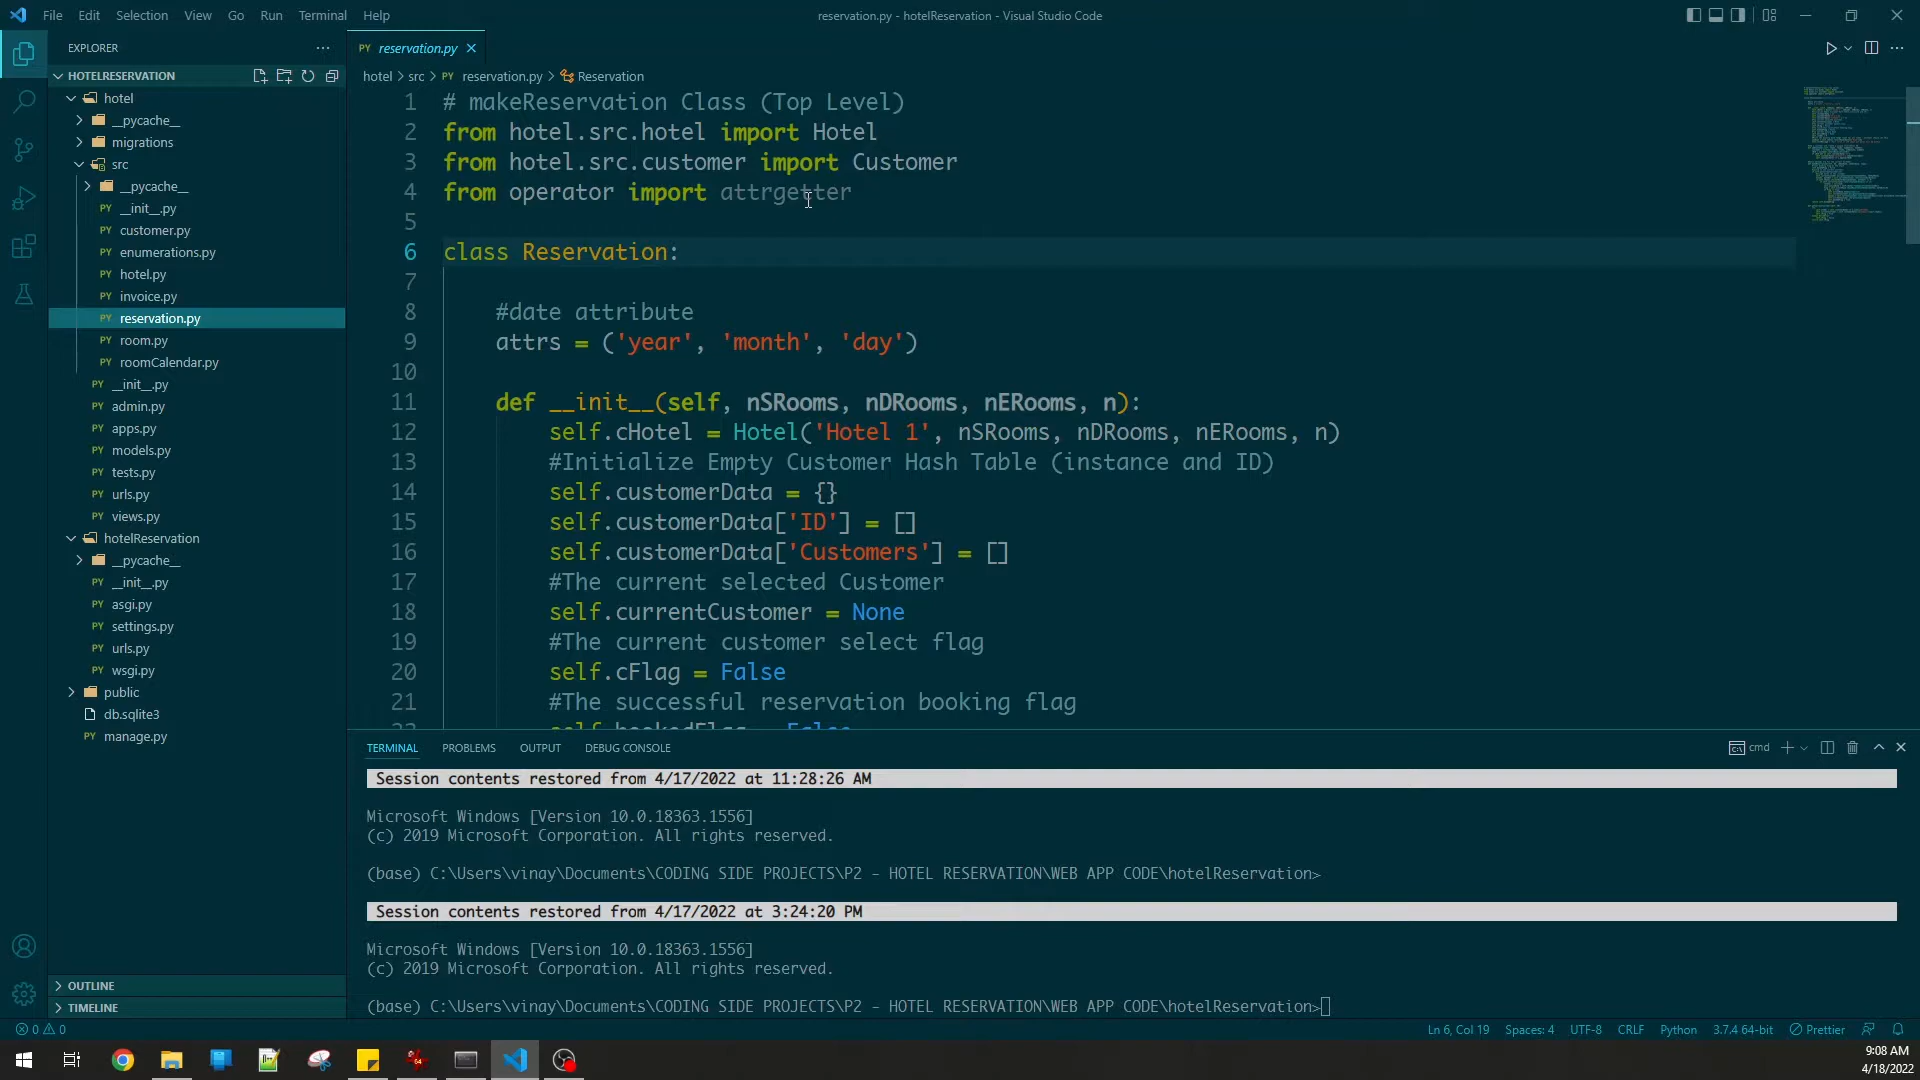 File Edit Selection View Go Run Terminal Help
reservation.py - hotelReservation - Visual Studio Code
EXPLORER
HOTELRESERVATION
hotel
__pycache__
migrations
src
__pycache__
PY __init__.py
PY customer.py
PY enumerations.py
PY hotel.py
PY invoice.py
PY reservation.py
PY room.py
PY roomCalendar.py
PY __init__.py
PY admin.py
PY apps.py
PY models.py
PY tests.py
PY urls.py
PY views.py
hotelReservation
__pycache__
PY __init__.py
PY asgi.py
PY settings.py
PY urls.py
PY wsgi.py
public
db.sqlite3
PY manage.py
OUTLINE
TIMELINE
PY reservation.py
hotel > src > PY reservation.py > Reservation
1 # makeReservation Class (Top Level)
2 from hotel.src.hotel import Hotel
3 from hotel.src.customer import Customer
4 from operator import attrgetter
5
6 class Reservation:
7
8 #date attribute
9 attrs = ('year', 'month', 'day')
10
11 def __init__(self, nSRooms, nDRooms, nERooms, n):
12 self.cHotel = Hotel('Hotel 1', nSRooms, nDRooms, nERooms, n)
13 #Initialize Empty Customer Hash Table (instance and ID)
14 self.customerData = {}
15 self.customerData['ID'] = []
16 self.customerData['Customers'] = []
17 #The current selected Customer
18 self.currentCustomer = None
19 #The current customer select flag
20 self.cFlag = False
21 #The successful reservation booking flag
22 self.bookedFlag = False
TERMINAL PROBLEMS OUTPUT DEBUG CONSOLE
cmd
Session contents restored from 4/17/2022 at 11:28:26 AM
Microsoft Windows [Version 10.0.18363.1556]
(c) 2019 Microsoft Corporation. All rights reserved.
(base) C:\Users\vinay\Documents\CODING SIDE PROJECTS\P2 - HOTEL RESERVATION\WEB APP CODE\hotelReservation>
Session contents restored from 4/17/2022 at 3:24:20 PM
Microsoft Windows [Version 10.0.18363.1556]
(c) 2019 Microsoft Corporation. All rights reserved.
(base) C:\Users\vinay\Documents\CODING SIDE PROJECTS\P2 - HOTEL RESERVATION\WEB APP CODE\hotelReservation>
0 0
Ln 6, Col 19 Spaces: 4 UTF-8 CRLF Python 3.7.4 64-bit Prettier
9:08 AM
4/18/2022